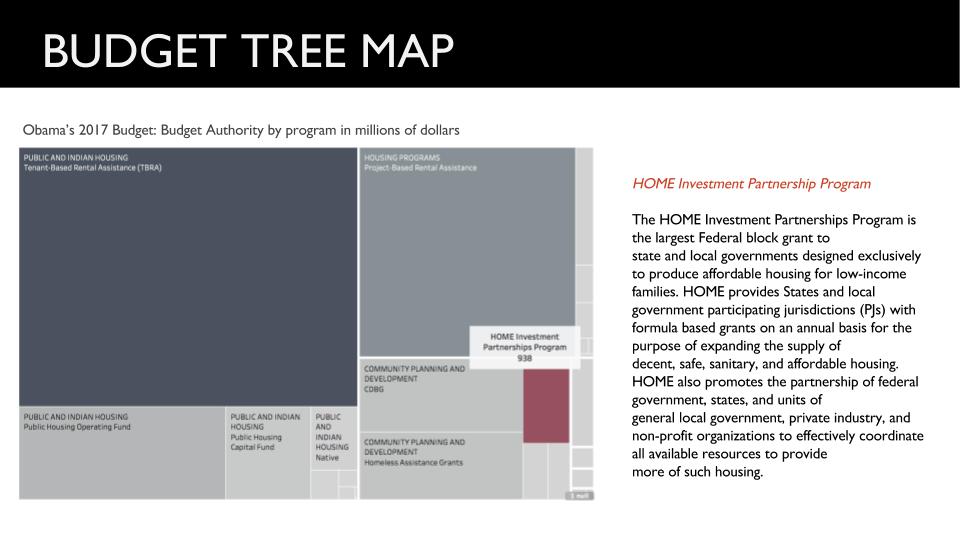 BUDGET TREE MAP
Obama's 2017 Budget: Budget Authority by program in millions of dollars
PUBLIC AND INDIAN HOUSING
Tenant-Based Rental Assistance (TBRA)
HOUSING PROGRAMS
Project-Based Rental Assistance
HOME Investment
Partnerships Program
938
COMMUNITY PLANNING AND
DEVELOPMENT
CDBG
PUBLIC AND INDIAN HOUSING
Public Housing Operating Fund
PUBLIC AND INDIAN
HOUSING
Public Housing
Capital Fund
PUBLIC
AND
INDIAN
HOUSING
Native
COMMUNITY PLANNING AND
DEVELOPMENT
Homeless Assistance Grants
1 null
HOME Investment Partnership Program
The HOME Investment Partnerships Program is
the largest Federal block grant to
state and local governments designed exclusively
to produce affordable housing for low-income
families. HOME provides States and local
government participating jurisdictions (PJs) with
formula based grants on an annual basis for the
purpose of expanding the supply of
decent, safe, sanitary, and affordable housing.
HOME also promotes the partnership of federal
government, states, and units of
general local government, private industry, and
non-profit organizations to effectively coordinate
all available resources to provide
more of such housing.